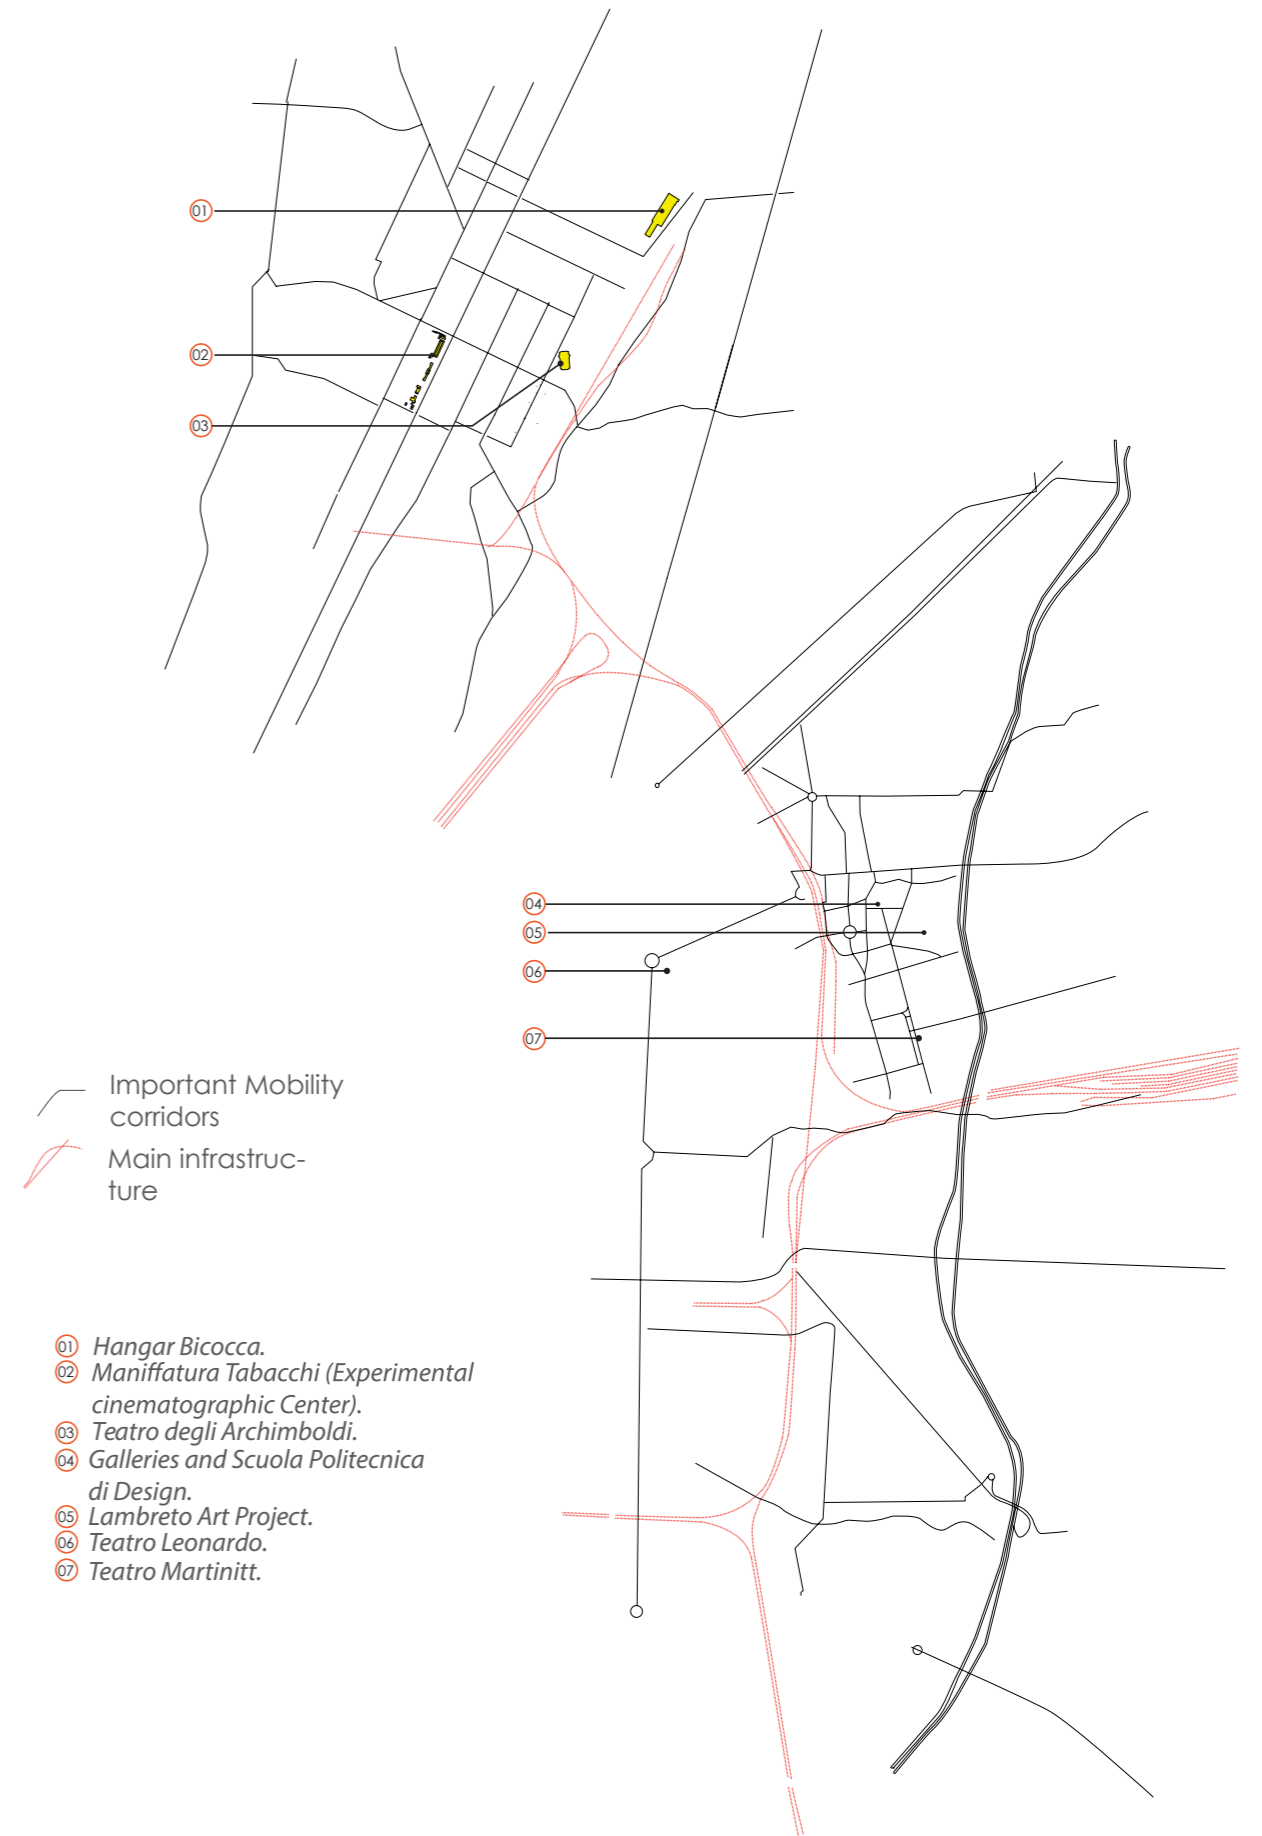 01
02
03
04
05
06
07
Important Mobility
corridors
Main infrastruc-
ture
01 Hangar Bicocca.
02 Maniffatura Tabacchi (Experimental
cinematographic Center).
03 Teatro degli Archimboldi.
04 Galleries and Scuola Politecnica
di Design.
05 Lambreto Art Project.
06 Teatro Leonardo.
07 Teatro Martinitt.